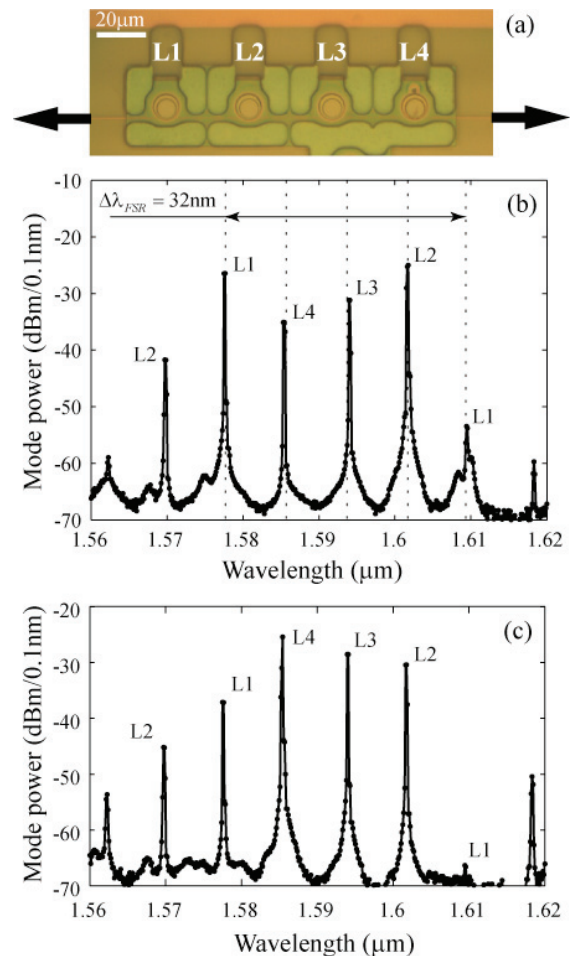 20μm
L1 L2 L3 L4
(a)
-10
-20
-30
-40
-50
-60
-70
Mode power (dBm/0.1nm)
ΔλFSR = 32nm
(b)
L2
L1
L4
L3
L2
L1
1.56 1.57 1.58 1.59 1.6 1.61 1.62
Wavelength (μm)
-20
-30
-40
-50
-60
-70
Mode power (dBm/0.1nm)
(c)
L2
L1
L4
L3
L2
L1
1.56 1.57 1.58 1.59 1.6 1.61 1.62
Wavelength (μm)